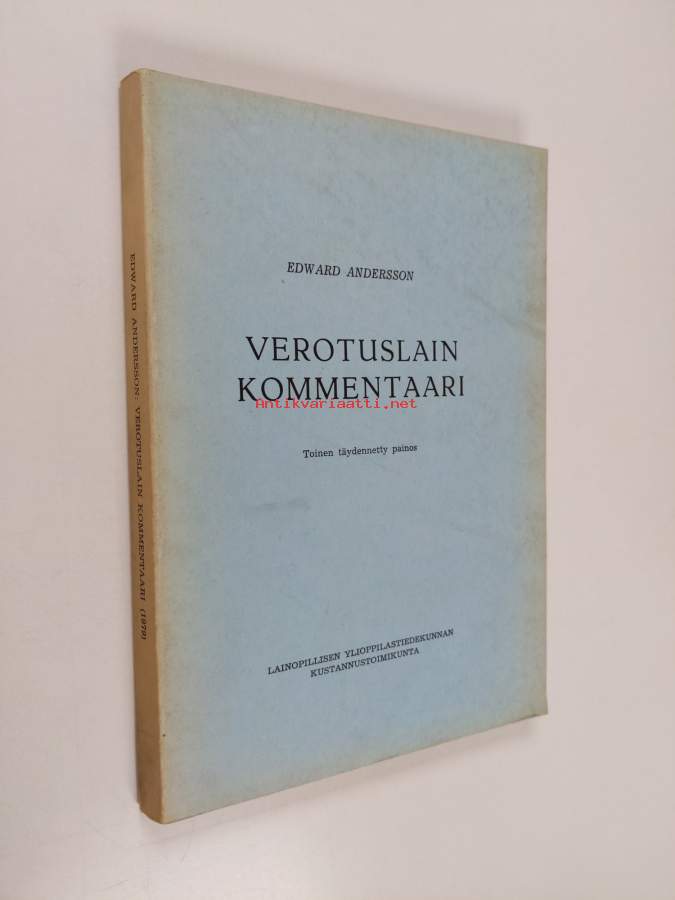 EDWARD ANDERSSON
VEROTUSLAIN
KOMMENTAARI
Antikvariaatti.net
Toinen täydennetty painos
LAINOPILLISEN YLIOPPILASTIEDEKUNNAN
KUSTANNUSTOIMIKUNTA
EDWARD ANDERSSON: VEROTUSLAIN KOMMENTAARI (1979)